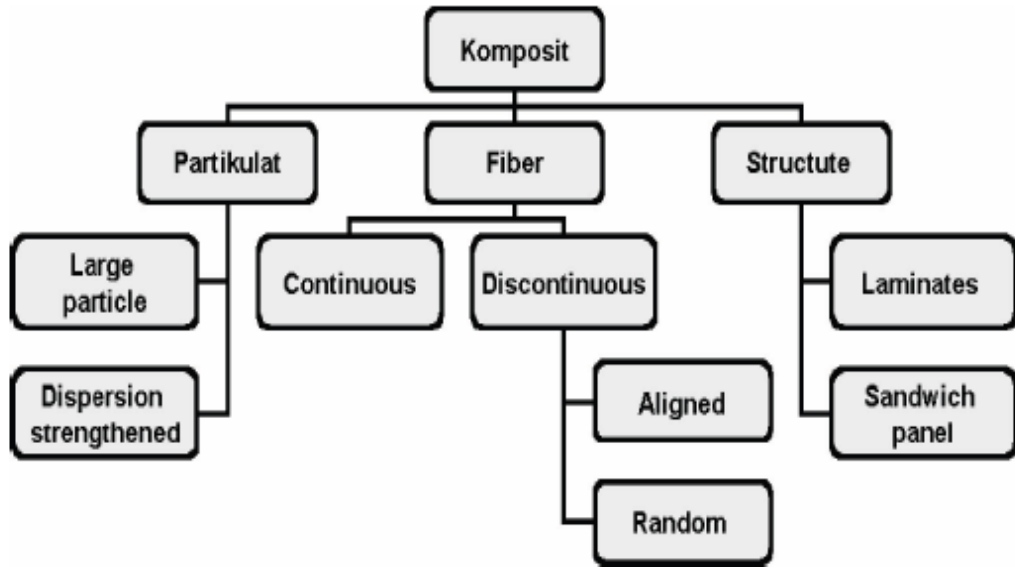 Komposit
Partikulat
Fiber
Structute
Large
particle
Continuous
Discontinuous
Laminates
Dispersion
strengthened
Aligned
Sandwich
panel
Random